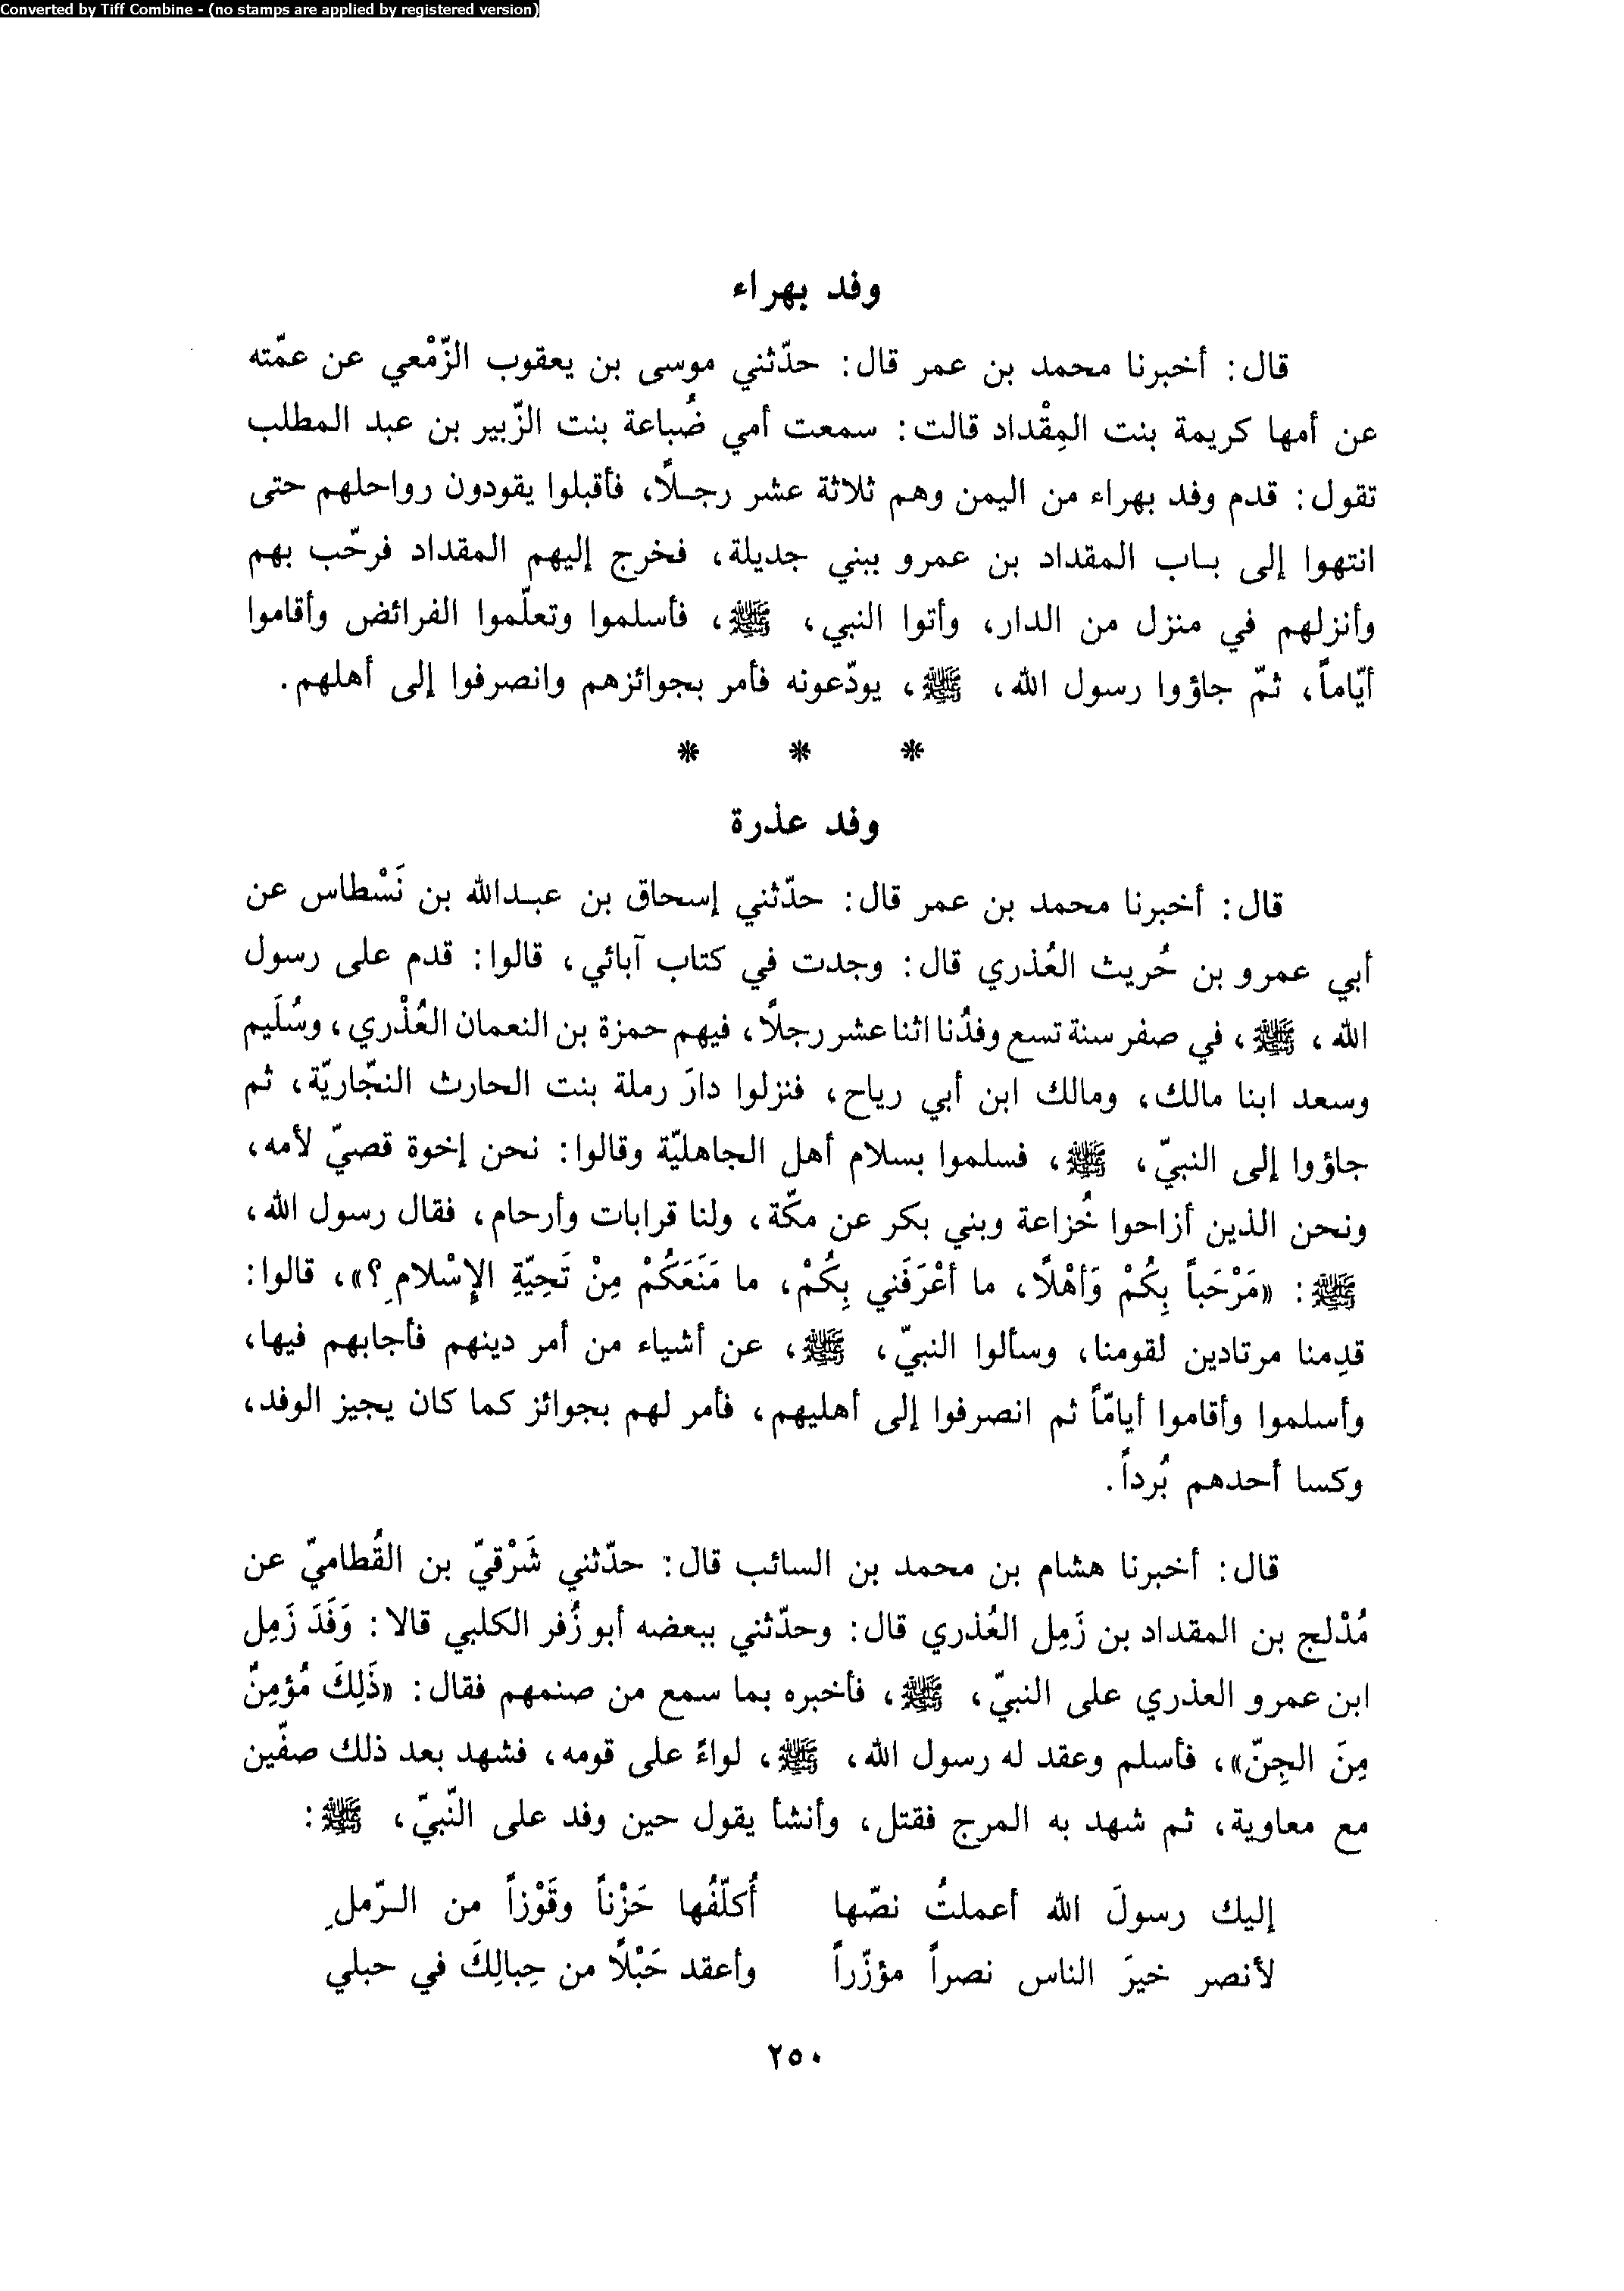 Converted by Tiff Combine - (no stamps are applied by registered version)
وفد بهراء
قال: أخبرنا محمد بن عمر قال: حدّثني موسى بن يعقوب الزّمْعي عن عمّته
عن أمها كريمة بنت المِقْداد قالت: سمعت أمي ضُباعة بنت الزّبير بن عبد المطلب
تقول: قدم وفد بهراء من اليمن وهم ثلاثة عشر رجلاً، فأقبلوا يقودون رواحلهم حتى
انتهوا إلى باب المقداد بن عمرو ببني جديلة، فخرج إليهم المقداد فرحّب بهم
وأنزلهم في منزل من الدار، وأتوا النبي، ﷺ، فأسلموا وتعلّموا الفرائض وأقاموا
أيّاماً، ثمّ جاؤوا رسول الله، ﷺ، يودّعونه فأمر بجوائزهم وانصرفوا إلى أهلهم.
* * *
وفد عذرة
قال: أخبرنا محمد بن عمر قال: حدّثني إسحاق بن عبدالله بن نَسْطاس عن
أبي عمرو بن حُريث العُذري قال: وجدت في كتاب آبائي، قالوا: قدم على رسول
الله، ﷺ، في صفر سنة تسع وفدُنا اثنا عشر رجلاً، فيهم حمزة بن النعمان العُذْري، وسُلَيم
وسعد ابنا مالك، ومالك ابن أبي رياح، فنزلوا دارَ رملة بنت الحارث النجّاريّة، ثم
جاؤوا إلى النبيّ، ﷺ، فسلموا بسلام أهل الجاهليّة وقالوا: نحن إخوة قصيّ لأمه،
ونحن الذين أزاحوا خُزاعة وبني بكر عن مكّة، ولنا قرابات وأرحام، فقال رسول الله،
ﷺ: «مَرْحَباً بِكُمْ وَأهْلاً، ما أعْرَفَني بِكُمْ، ما مَنَعَكُمْ مِنْ تَحِيّةِ الإسْلامِ؟»، قالوا:
قدِمنا مرتادين لقومنا، وسألوا النبيّ، ﷺ، عن أشياء من أمر دينهم فأجابهم فيها،
وأسلموا وأقاموا أياماً ثم انصرفوا إلى أهليهم، فأمر لهم بجوائز كما كان يجيز الوفد،
وكسا أحدهم بُرداً.
قال: أخبرنا هشام بن محمد بن السائب قال: حدّثني شَرْقيّ بن القُطاميّ عن
مُدْلج بن المقداد بن زَمِل العُذري قال: وحدّثني ببعضه أبو زُفر الكلبي قالا: وَفَدَ زَمِل
ابن عمرو العذري على النبيّ، ﷺ، فأخبره بما سمع من صنمهم فقال: «ذَلِكَ مُؤمِنٌ
مِنَ الجِنّ»، فأسلم وعقد له رسول الله، ﷺ، لواءً على قومه، فشهد بعد ذلك صفّين
مع معاوية، ثم شهد به المرج فقتل، وأنشأ يقول حين وفد على النّبيّ، ﷺ:
إليك رسولَ الله أعملتُ نصّها أُكلّفُها حَزْناً وقَوْزاً من الرّملِ
لأنصر خيرَ الناس نصراً مؤزّراً وأعقد حَبْلاً من حِبالِكَ في حبلي
٢٥٠